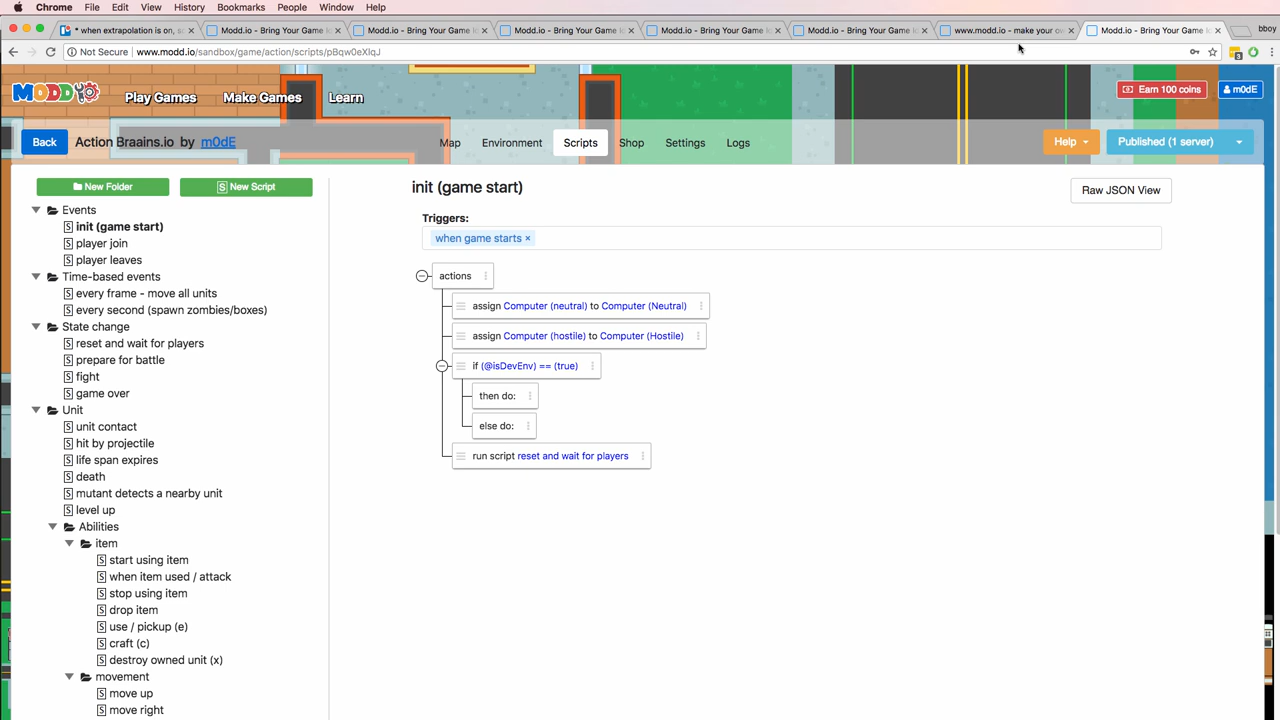 Chrome File Edit View History Bookmarks People Window Help
* when extrapolation is on, s
Modd.io - Bring Your Game I
Modd.io - Bring Your Game I
Modd.io - Bring Your Game I
Modd.io - Bring Your Game I
Modd.io - Bring Your Game I
www.modd.io - make your o
Modd.io - Bring Your Game I
bboy
Not Secure www.modd.io/sandbox/game/action/scripts/pBqw0eXlqJ
MODD
Play Games Make Games Learn
Earn 100 coins
m0dE
Back
Action Braains.io by m0dE
Map Environment Scripts Shop Settings Logs
Help
Published (1 server)
New Folder
New Script
Events
init (game start)
player join
player leaves
Time-based events
every frame - move all units
every second (spawn zombies/boxes)
State change
reset and wait for players
prepare for battle
fight
game over
Unit
unit contact
hit by projectile
life span expires
death
mutant detects a nearby unit
level up
Abilities
item
start using item
when item used / attack
stop using item
drop item
use / pickup (e)
craft (c)
destroy owned unit (x)
movement
move up
move right
init (game start)
Raw JSON View
Triggers:
when game starts ×
actions
assign Computer (neutral) to Computer (Neutral)
assign Computer (hostile) to Computer (Hostile)
if (@isDevEnv) == (true)
then do:
else do:
run script reset and wait for players